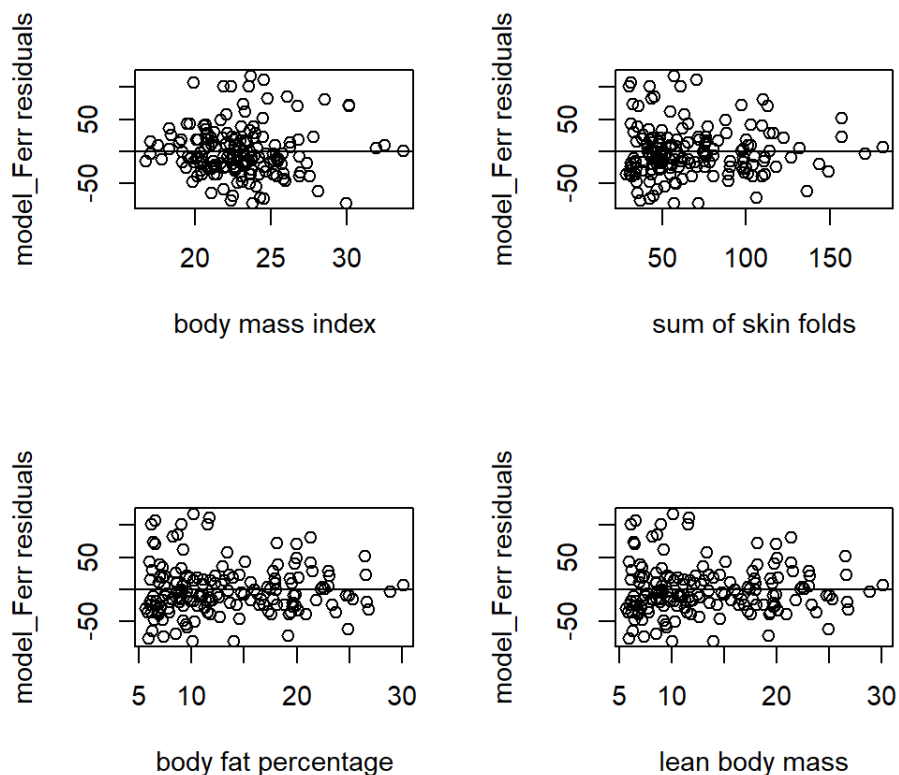 model_Ferr residuals
50
-50
20 25 30
body mass index
model_Ferr residuals
50
-50
50 100 150
sum of skin folds
model_Ferr residuals
50
-50
5 10 20 30
body fat percentage
model_Ferr residuals
50
-50
5 10 20 30
lean body mass